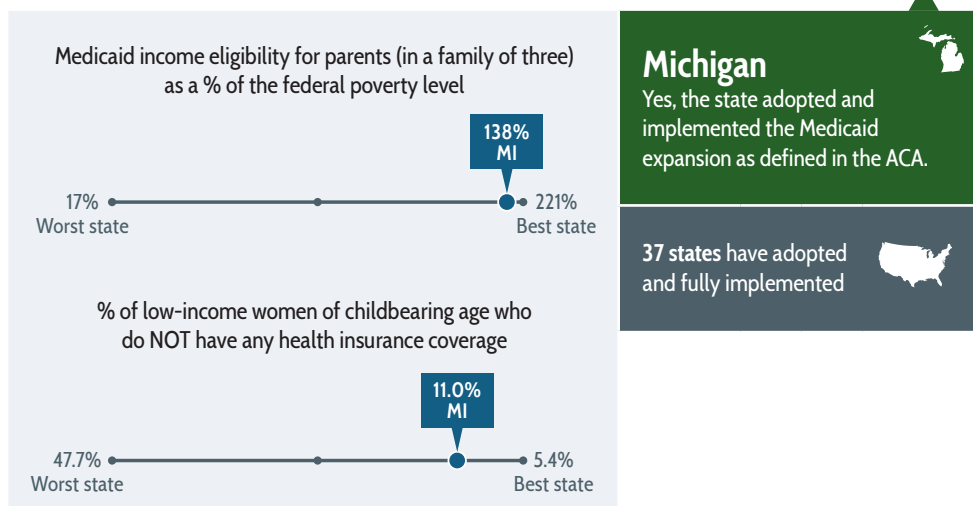 Medicaid income eligibility for parents (in a family of three)
as a % of the federal poverty level
138%
MI
17%
Worst state
221%
Best state
% of low-income women of childbearing age who
do NOT have any health insurance coverage
11.0%
MI
47.7%
Worst state
5.4%
Best state
Michigan
Yes, the state adopted and
implemented the Medicaid
expansion as defined in the ACA.
37 states have adopted
and fully implemented